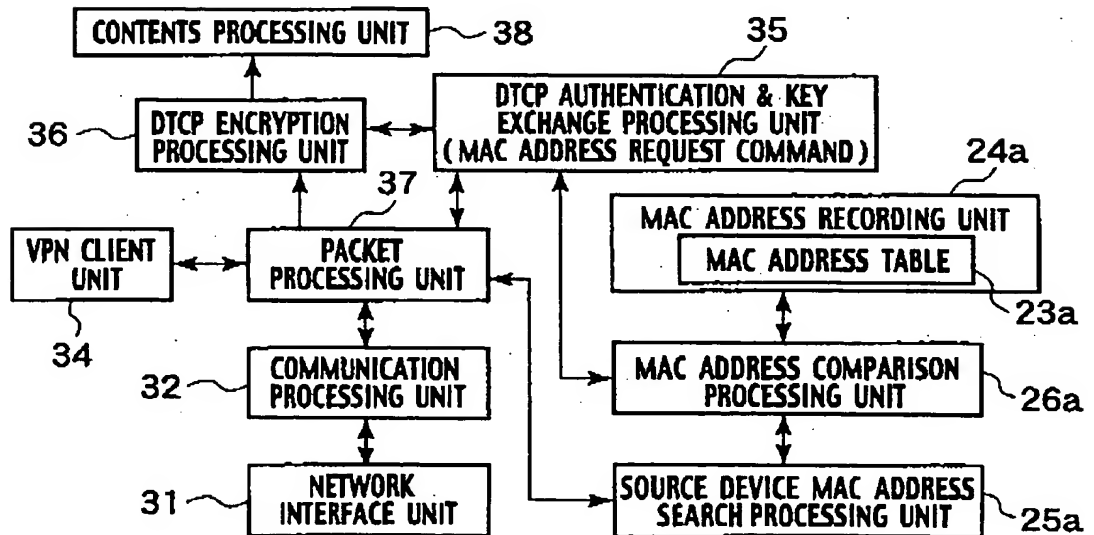 CONTENTS PROCESSING UNIT
38
35
36
DTCP ENCRYPTION
PROCESSING UNIT
DTCP AUTHENTICATION & KEY
EXCHANGE PROCESSING UNIT
( MAC ADDRESS REQUEST COMMAND )
24a
37
MAC ADDRESS RECORDING UNIT
MAC ADDRESS TABLE
23a
VPN CLIENT
UNIT
34
PACKET
PROCESSING UNIT
32
COMMUNICATION
PROCESSING UNIT
MAC ADDRESS COMPARISON
PROCESSING UNIT
26a
31
NETWORK
INTERFACE UNIT
SOURCE DEVICE MAC ADDRESS
SEARCH PROCESSING UNIT
25a